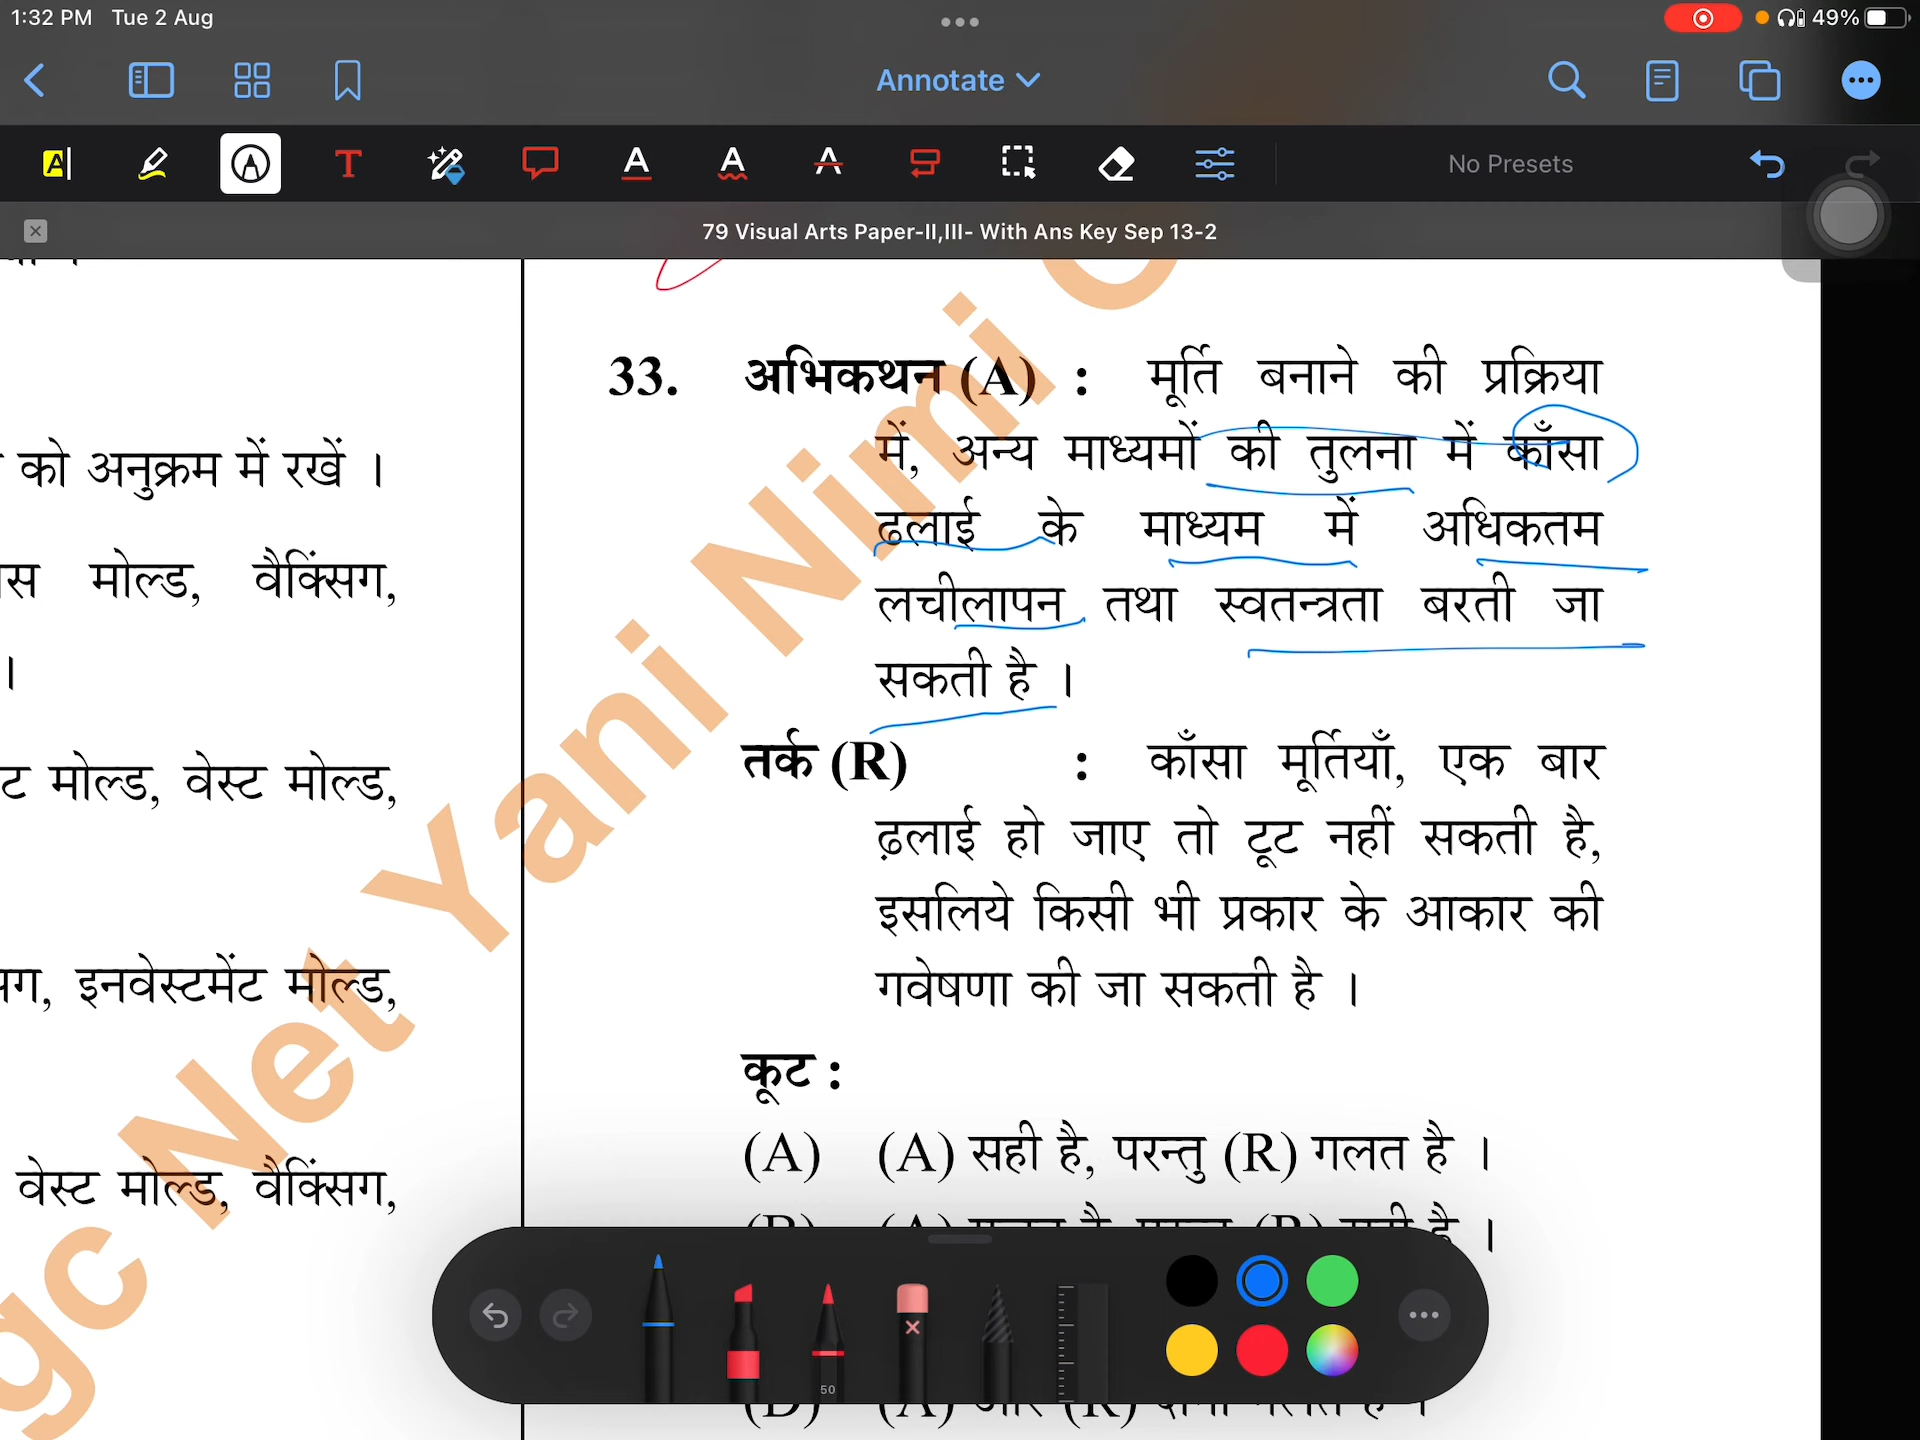 1:32 PM Tue 2 Aug
49%
Annotate
No Presets
79 Visual Arts Paper-II,III- With Ans Key Sep 13-2
को अनुक्रम में रखें ।
मोल्ड, वैक्सिंग,
।
मोल्ड, वेस्ट मोल्ड,
इनवेस्टमेंट मोल्ड,
वेस्ट मोल्ड, वैक्सिंग,
33. अभिकथन (A) : मूर्ति बनाने की प्रक्रिया
में, अन्य माध्यमों की तुलना में काँसा
ढलाई के माध्यम में अधिकतम
लचीलापन तथा स्वतन्त्रता बरती जा
सकती है ।
तर्क (R) : काँसा मूर्तियाँ, एक बार
ढ़लाई हो जाए तो टूट नहीं सकती है,
इसलिये किसी भी प्रकार के आकार की
गवेषणा की जा सकती है ।
कूट :
(A) (A) सही है, परन्तु (R) गलत है ।
50
gc Net Yani Nimi